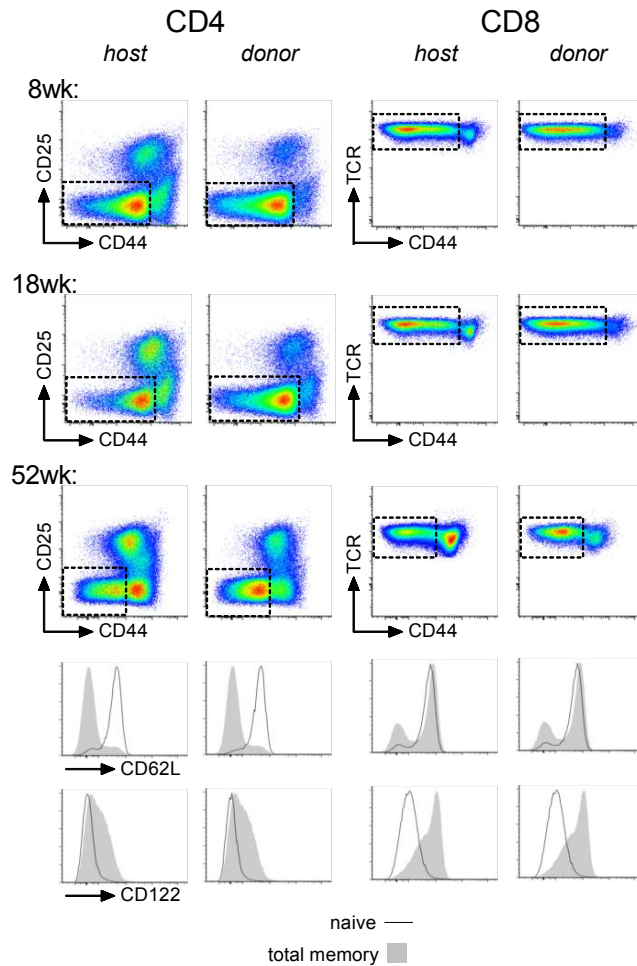 CD4 CD8
host donor host donor
8wk:
CD25 TCR
CD44 CD44
18wk:
CD25 TCR
CD44 CD44
52wk:
CD25 TCR
CD44 CD44
CD62L
CD122
naive
total memory